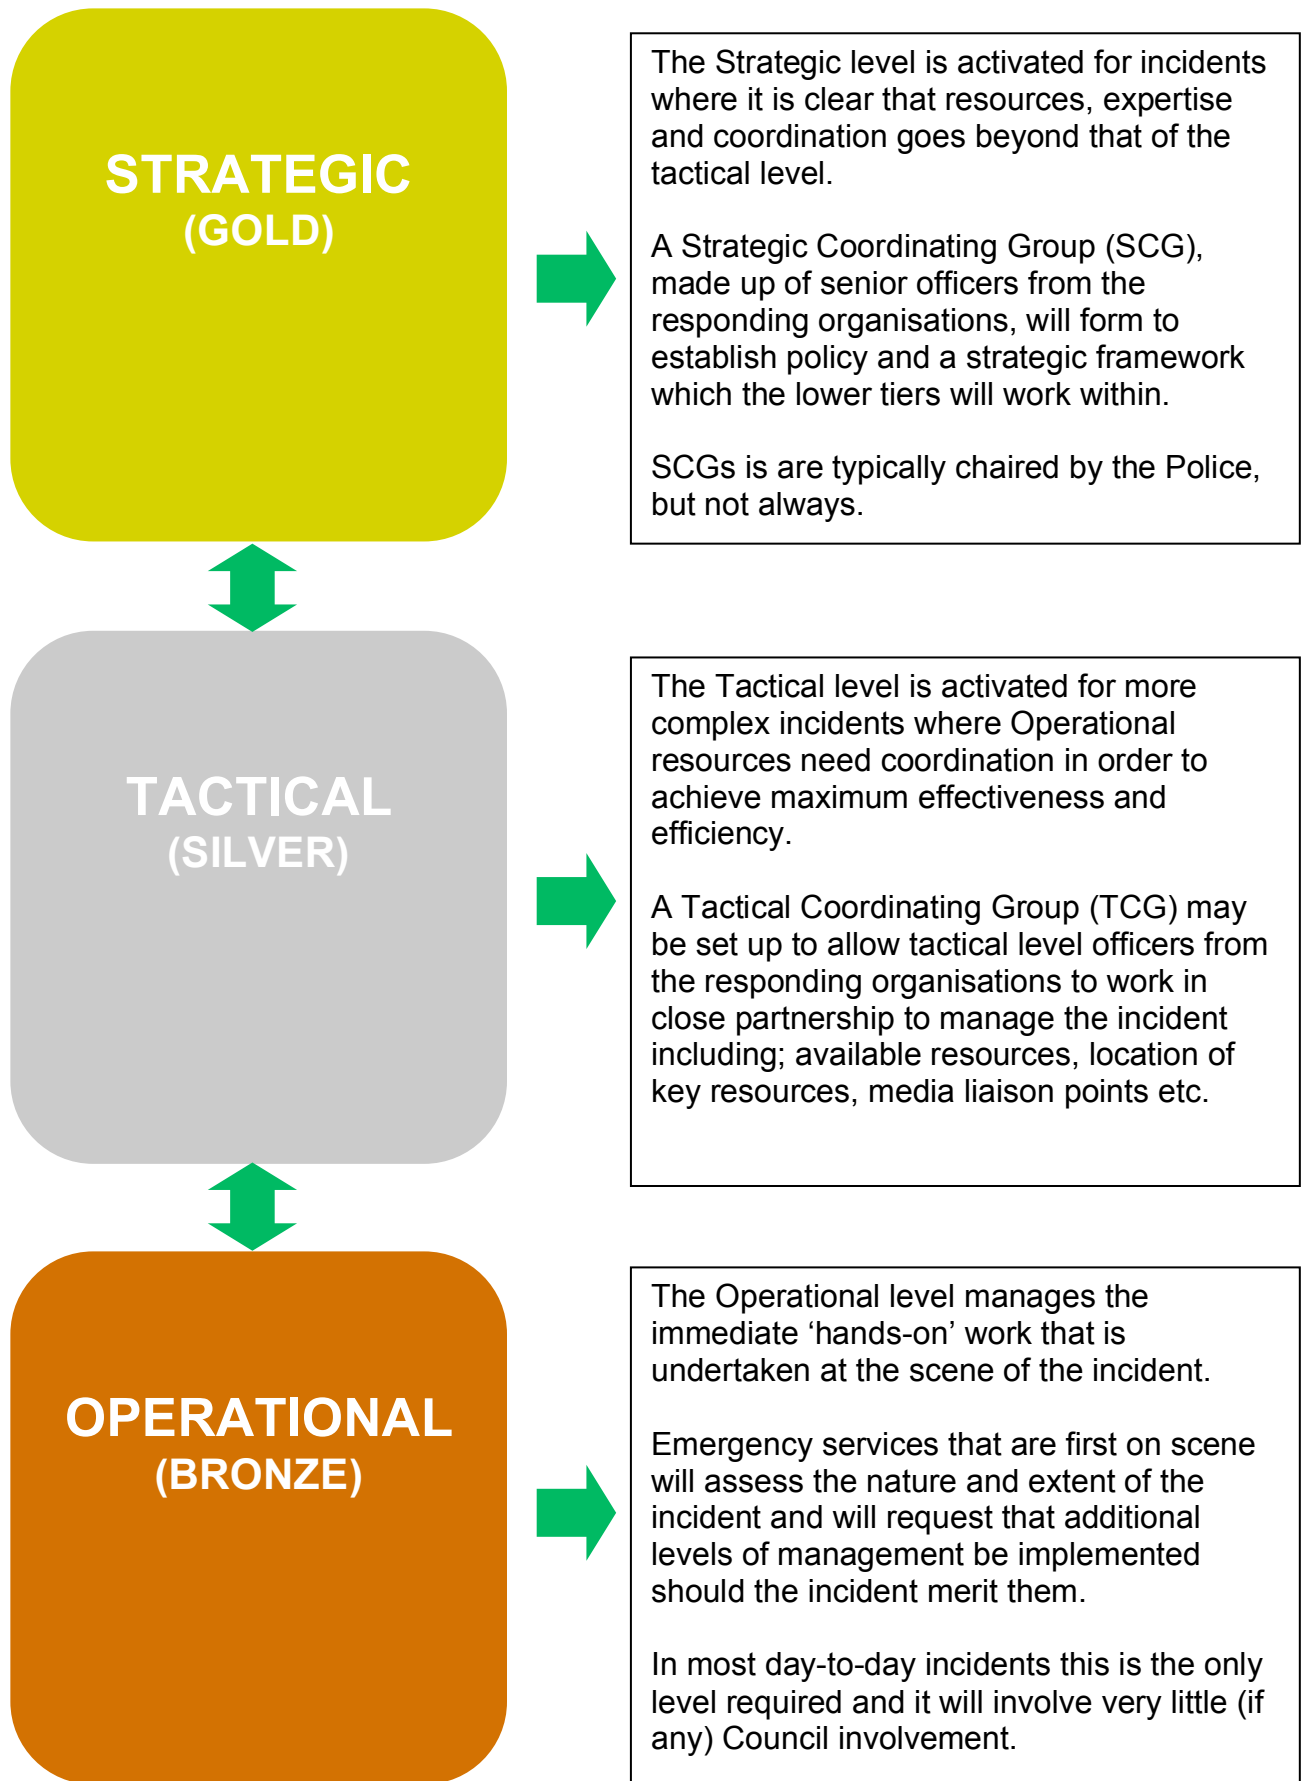 STRATEGIC
(GOLD)
The Strategic level is activated for incidents
where it is clear that resources, expertise
and coordination goes beyond that of the
tactical level.
A Strategic Coordinating Group (SCG),
made up of senior officers from the
responding organisations, will form to
establish policy and a strategic framework
which the lower tiers will work within.
SCGs is are typically chaired by the Police,
but not always.
TACTICAL
(SILVER)
The Tactical level is activated for more
complex incidents where Operational
resources need coordination in order to
achieve maximum effectiveness and
efficiency.
A Tactical Coordinating Group (TCG) may
be set up to allow tactical level officers from
the responding organisations to work in
close partnership to manage the incident
including; available resources, location of
key resources, media liaison points etc.
OPERATIONAL
(BRONZE)
The Operational level manages the
immediate ‘hands-on’ work that is
undertaken at the scene of the incident.
Emergency services that are first on scene
will assess the nature and extent of the
incident and will request that additional
levels of management be implemented
should the incident merit them.
In most day-to-day incidents this is the only
level required and it will involve very little (if
any) Council involvement.